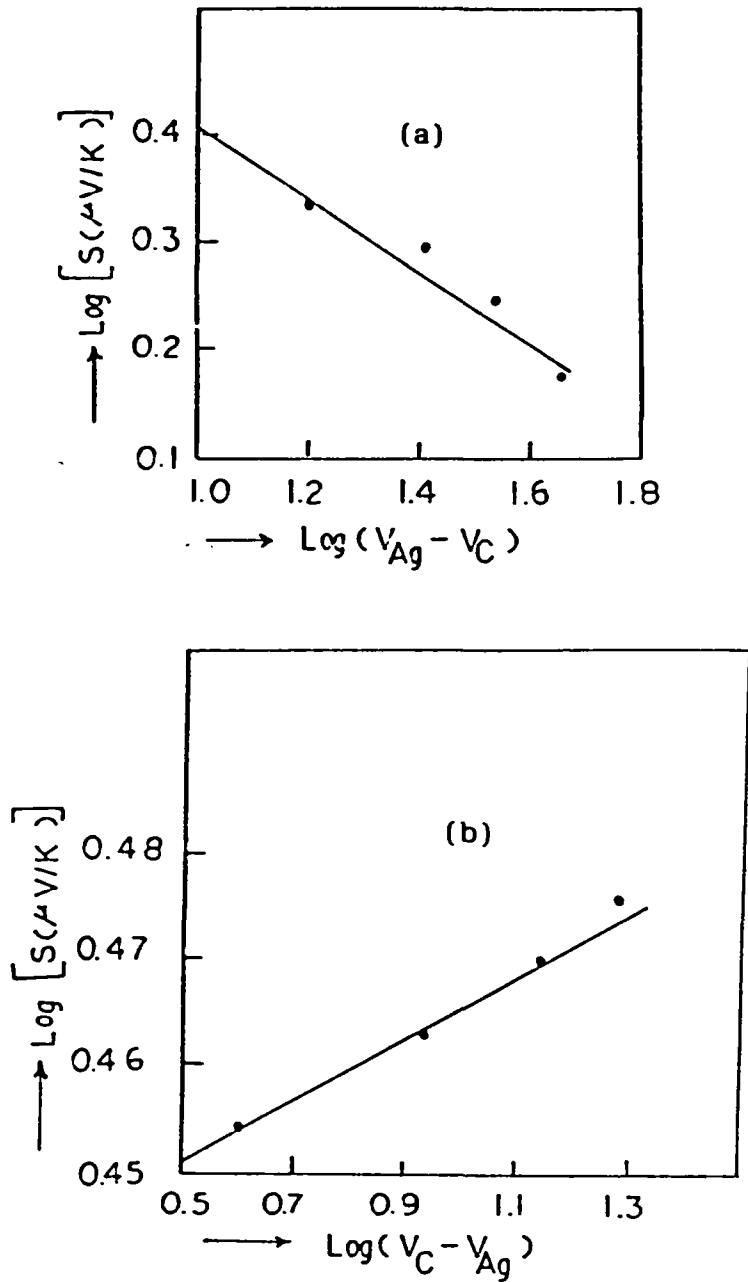 (a)
→ Log [S(μV/K)]
0.4
0.3
0.2
0.1
1.0 1.2 1.4 1.6 1.8
→ Log (V_Ag – V_C)
(b)
→ Log [S(μV/K)]
0.48
0.47
0.46
0.45
0.5 0.7 0.9 1.1 1.3
→ Log (V_C – V_Ag)